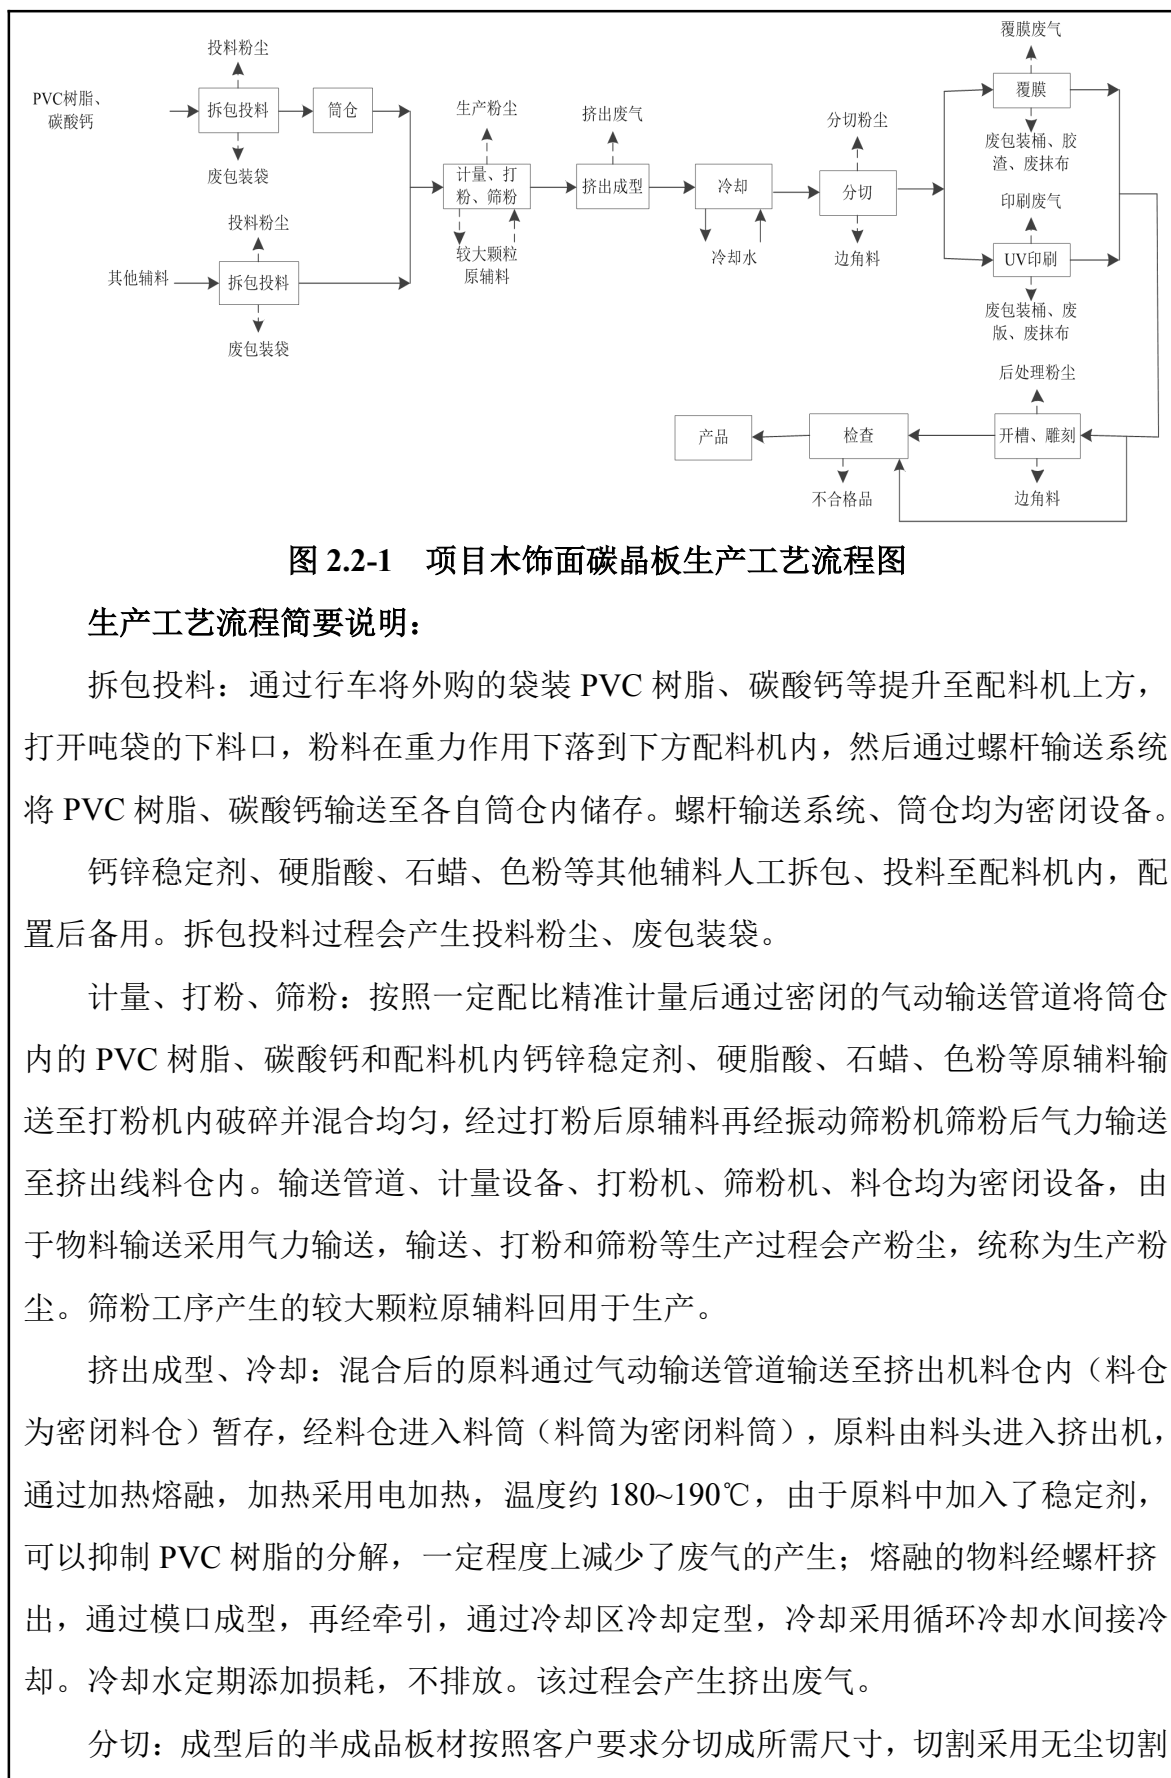 投料粉尘
PVC树脂、
碳酸钙
拆包投料
筒仓
废包装袋
投料粉尘
其他辅料
拆包投料
废包装袋
生产粉尘
计量、打
粉、筛粉
较大颗粒
原辅料
挤出废气
挤出成型
冷却
冷却水
分切粉尘
分切
边角料
覆膜废气
覆膜
废包装桶、胶
渣、废抹布
印刷废气
UV印刷
废包装桶、废
版、废抹布
后处理粉尘
开槽、雕刻
边角料
检查
不合格品
产品
图 2.2-1 项目木饰面碳晶板生产工艺流程图
生产工艺流程简要说明：
拆包投料：通过行车将外购的袋装 PVC 树脂、碳酸钙等提升至配料机上方，
打开吨袋的下料口，粉料在重力作用下落到下方配料机内，然后通过螺杆输送系统
将 PVC 树脂、碳酸钙输送至各自筒仓内储存。螺杆输送系统、筒仓均为密闭设备。
钙锌稳定剂、硬脂酸、石蜡、色粉等其他辅料人工拆包、投料至配料机内，配
置后备用。拆包投料过程会产生投料粉尘、废包装袋。
计量、打粉、筛粉：按照一定配比精准计量后通过密闭的气动输送管道将筒仓
内的 PVC 树脂、碳酸钙和配料机内钙锌稳定剂、硬脂酸、石蜡、色粉等原辅料输
送至打粉机内破碎并混合均匀，经过打粉后原辅料再经振动筛粉机筛粉后气力输送
至挤出线料仓内。输送管道、计量设备、打粉机、筛粉机、料仓均为密闭设备，由
于物料输送采用气力输送，输送、打粉和筛粉等生产过程会产粉尘，统称为生产粉
尘。筛粉工序产生的较大颗粒原辅料回用于生产。
挤出成型、冷却：混合后的原料通过气动输送管道输送至挤出机料仓内（料仓
为密闭料仓）暂存，经料仓进入料筒（料筒为密闭料筒），原料由料头进入挤出机，
通过加热熔融，加热采用电加热，温度约 180~190℃，由于原料中加入了稳定剂，
可以抑制 PVC 树脂的分解，一定程度上减少了废气的产生；熔融的物料经螺杆挤
出，通过模口成型，再经牵引，通过冷却区冷却定型，冷却采用循环冷却水间接冷
却。冷却水定期添加损耗，不排放。该过程会产生挤出废气。
分切：成型后的半成品板材按照客户要求分切成所需尺寸，切割采用无尘切割